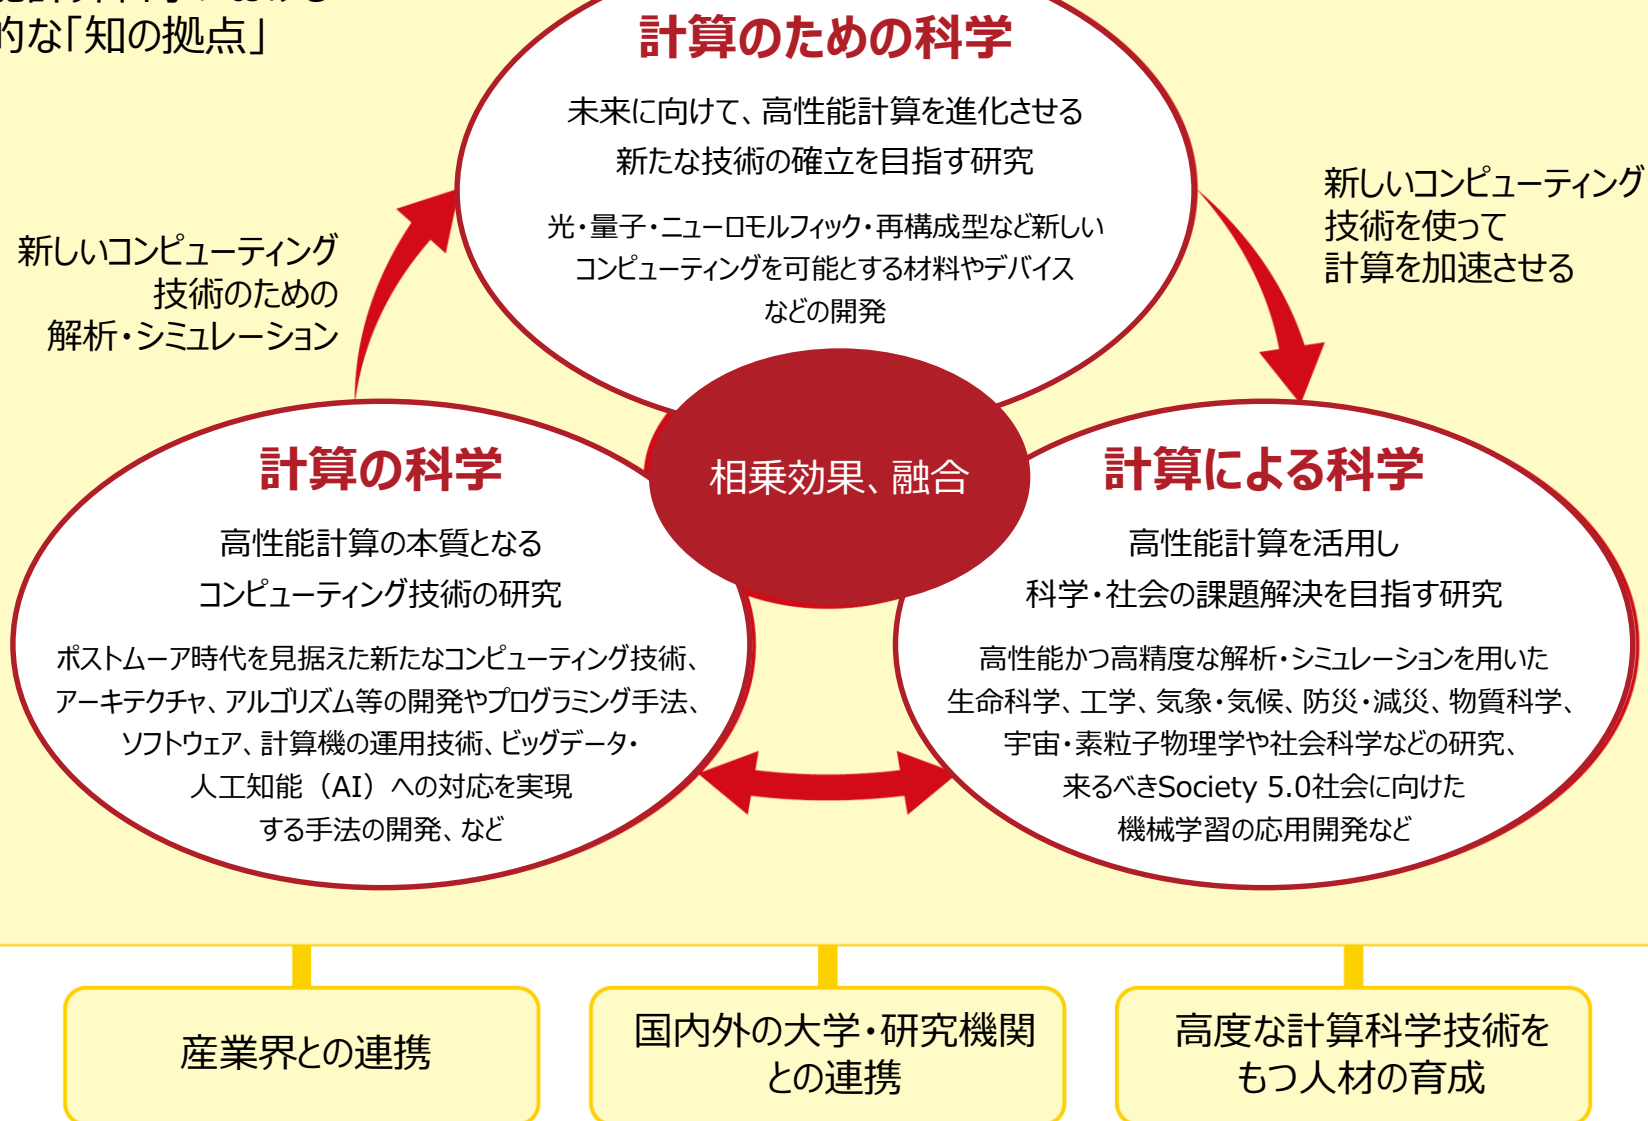 的な「知の拠点」
計算のための科学
未来に向けて、高性能計算を進化させる
新たな技術の確立を目指す研究
光・量子・ニューロモルフィック・再構成型など新しい
コンピューティングを可能とする材料やデバイス
などの開発
新しいコンピューティング
技術のための
解析・シミュレーション
新しいコンピューティング
技術を使って
計算を加速させる
相乗効果、融合
計算の科学
高性能計算の本質となる
コンピューティング技術の研究
ポストムーア時代を見据えた新たなコンピューティング技術、
アーキテクチャ、アルゴリズム等の開発やプログラミング手法、
ソフトウェア、計算機の運用技術、ビッグデータ・
人工知能（AI）への対応を実現
する手法の開発、など
計算による科学
高性能計算を活用し
科学・社会の課題解決を目指す研究
高性能かつ高精度な解析・シミュレーションを用いた
生命科学、工学、気象・気候、防災・減災、物質科学、
宇宙・素粒子物理学や社会科学などの研究、
来るべきSociety 5.0社会に向けた
機械学習の応用開発など
産業界との連携
国内外の大学・研究機関
との連携
高度な計算科学技術を
もつ人材の育成